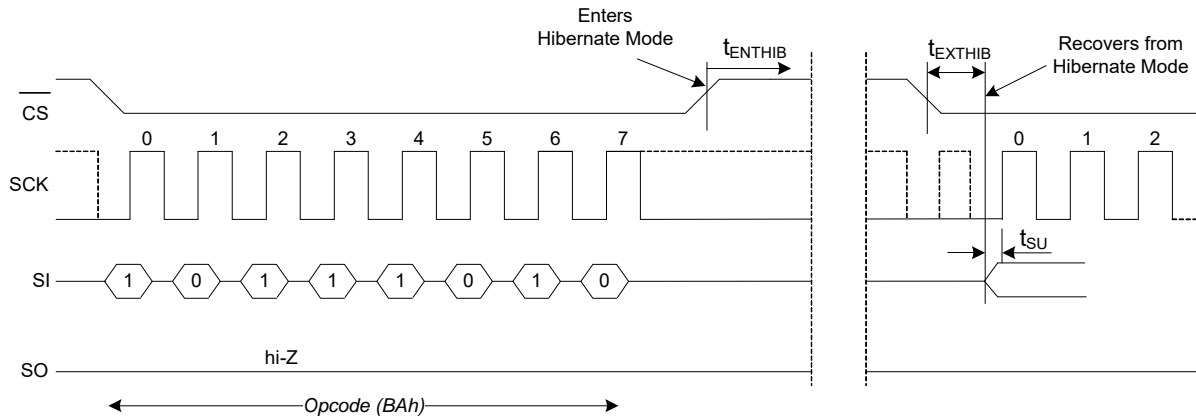 Enters
Hibernate Mode
tENTHIB
tEXTHIB
Recovers from
Hibernate Mode
CS
0 1 2 3 4 5 6 7 0 1 2
SCK
tSU
SI 1 0 1 1 1 0 1 0
hi-Z
SO
Opcode (BAh)